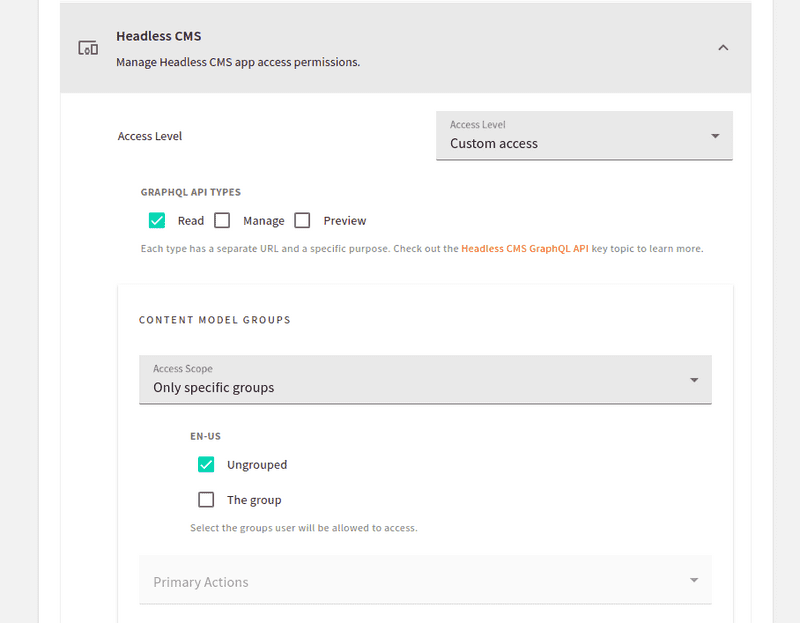 Headless CMS
Manage Headless CMS app access permissions.
Access Level
Access Level
Custom access
GRAPHQL API TYPES
Read Manage Preview
Each type has a separate URL and a specific purpose. Check out the Headless CMS GraphQL API key topic to learn more.
CONTENT MODEL GROUPS
Access Scope
Only specific groups
EN-US
Ungrouped
The group
Select the groups user will be allowed to access.
Primary Actions